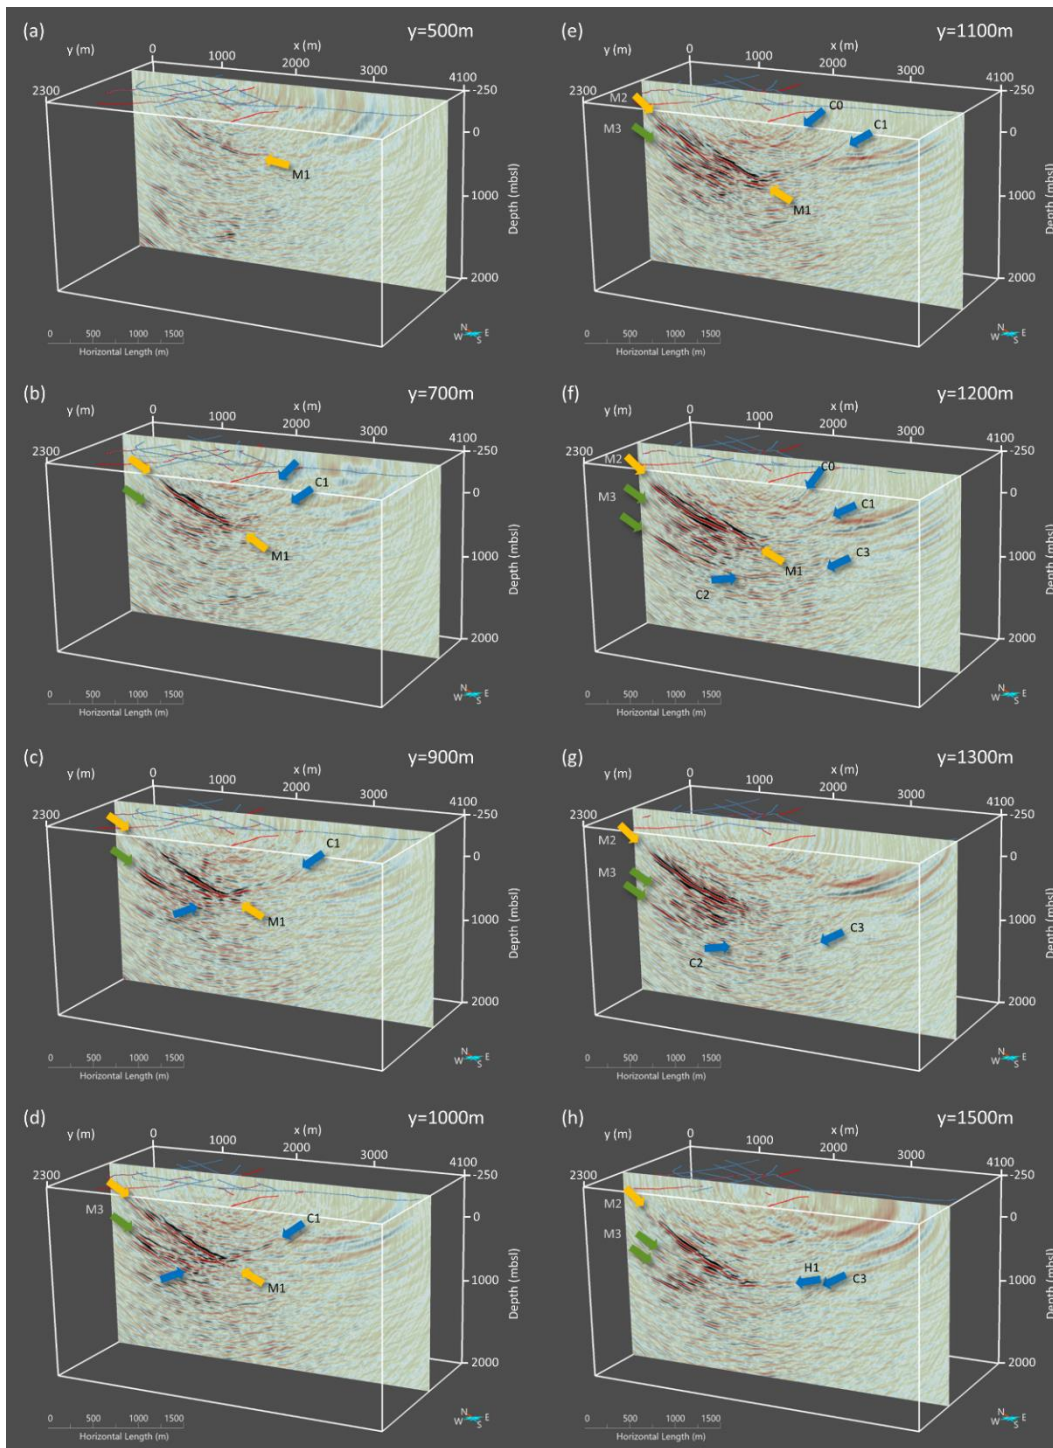 (a) y=500m
y (m) 0 1000 x (m) 2000 3000 4100
2300 -250
0
1000
2000
Depth (mbsl)
M1
0 500 1000 1500
Horizontal Length (m)
N
W E
S
(e) y=1100m
y (m) 0 1000 x (m) 2000 3000 4100
2300 -250
0
1000
2000
Depth (mbsl)
M2
M3
C0
C1
M1
0 500 1000 1500
Horizontal Length (m)
N
W E
S
(b) y=700m
y (m) 0 1000 x (m) 2000 3000 4100
2300 -250
0
1000
2000
Depth (mbsl)
C1
M1
0 500 1000 1500
Horizontal Length (m)
N
W E
S
(f) y=1200m
y (m) 0 1000 x (m) 2000 3000 4100
2300 -250
0
1000
2000
Depth (mbsl)
M2
M3
C0
C1
C3
M1
C2
0 500 1000 1500
Horizontal Length (m)
N
W E
S
(c) y=900m
y (m) 0 1000 x (m) 2000 3000 4100
2300 -250
0
1000
2000
Depth (mbsl)
C1
M1
0 500 1000 1500
Horizontal Length (m)
N
W E
S
(g) y=1300m
y (m) 0 1000 x (m) 2000 3000 4100
2300 -250
0
1000
2000
Depth (mbsl)
M2
M3
C3
C2
0 500 1000 1500
Horizontal Length (m)
N
W E
S
(d) y=1000m
y (m) 0 1000 x (m) 2000 3000 4100
2300 -250
0
1000
2000
Depth (mbsl)
M3
C1
M1
0 500 1000 1500
Horizontal Length (m)
N
W E
S
(h) y=1500m
y (m) 0 1000 x (m) 2000 3000 4100
2300 -250
0
1000
2000
Depth (mbsl)
M2
M3
H1
C3
0 500 1000 1500
Horizontal Length (m)
N
W E
S